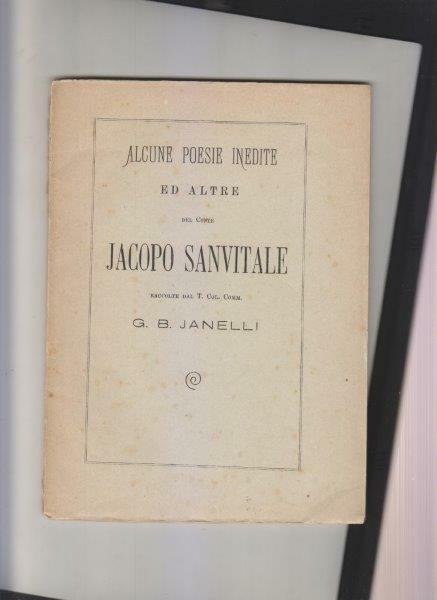 ALCUNE POESIE INEDITE
ED ALTRE
DEL CONTE
JACOPO SANVITALE
RACCOLTE DAL T. COL. COMM.
G. B. JANELLI